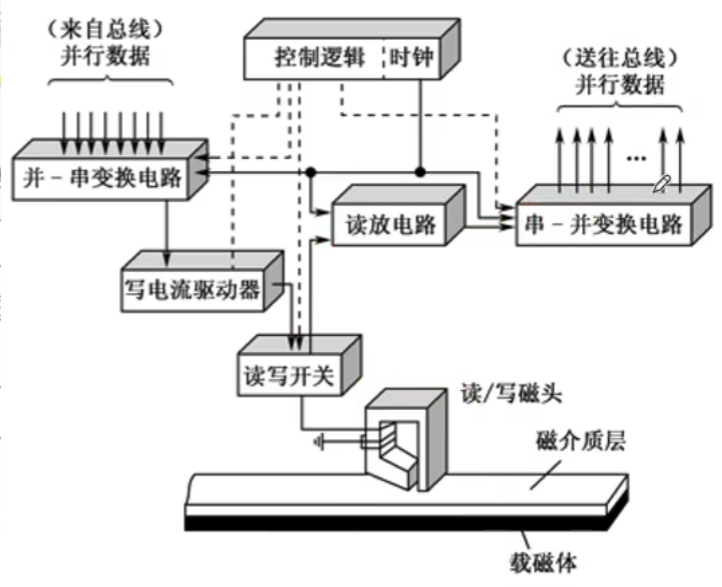 (来自总线)
并行数据
控制逻辑 时钟
(送往总线)
并行数据
并-串变换电路
...
读放电路
串-并变换电路
写电流驱动器
读写开关
读/写磁头
磁介质层
载磁体